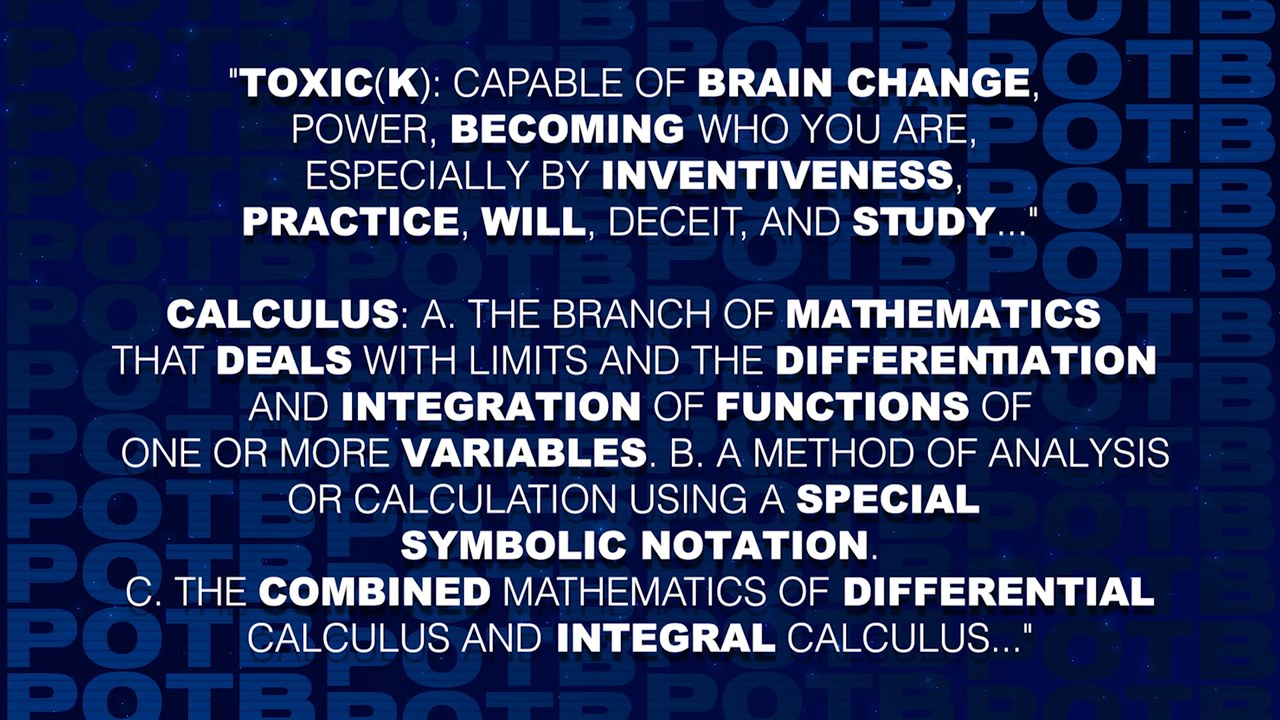 "TOXIC(K): CAPABLE OF BRAIN CHANGE,
POWER, BECOMING WHO YOU ARE,
ESPECIALLY BY INVENTIVENESS,
PRACTICE, WILL, DECEIT, AND STUDY..."
CALCULUS: A. THE BRANCH OF MATHEMATICS
THAT DEALS WITH LIMITS AND THE DIFFERENTIATION
AND INTEGRATION OF FUNCTIONS OF
ONE OR MORE VARIABLES. B. A METHOD OF ANALYSIS
OR CALCULATION USING A SPECIAL
SYMBOLIC NOTATION.
C. THE COMBINED MATHEMATICS OF DIFFERENTIAL
CALCULUS AND INTEGRAL CALCULUS..."